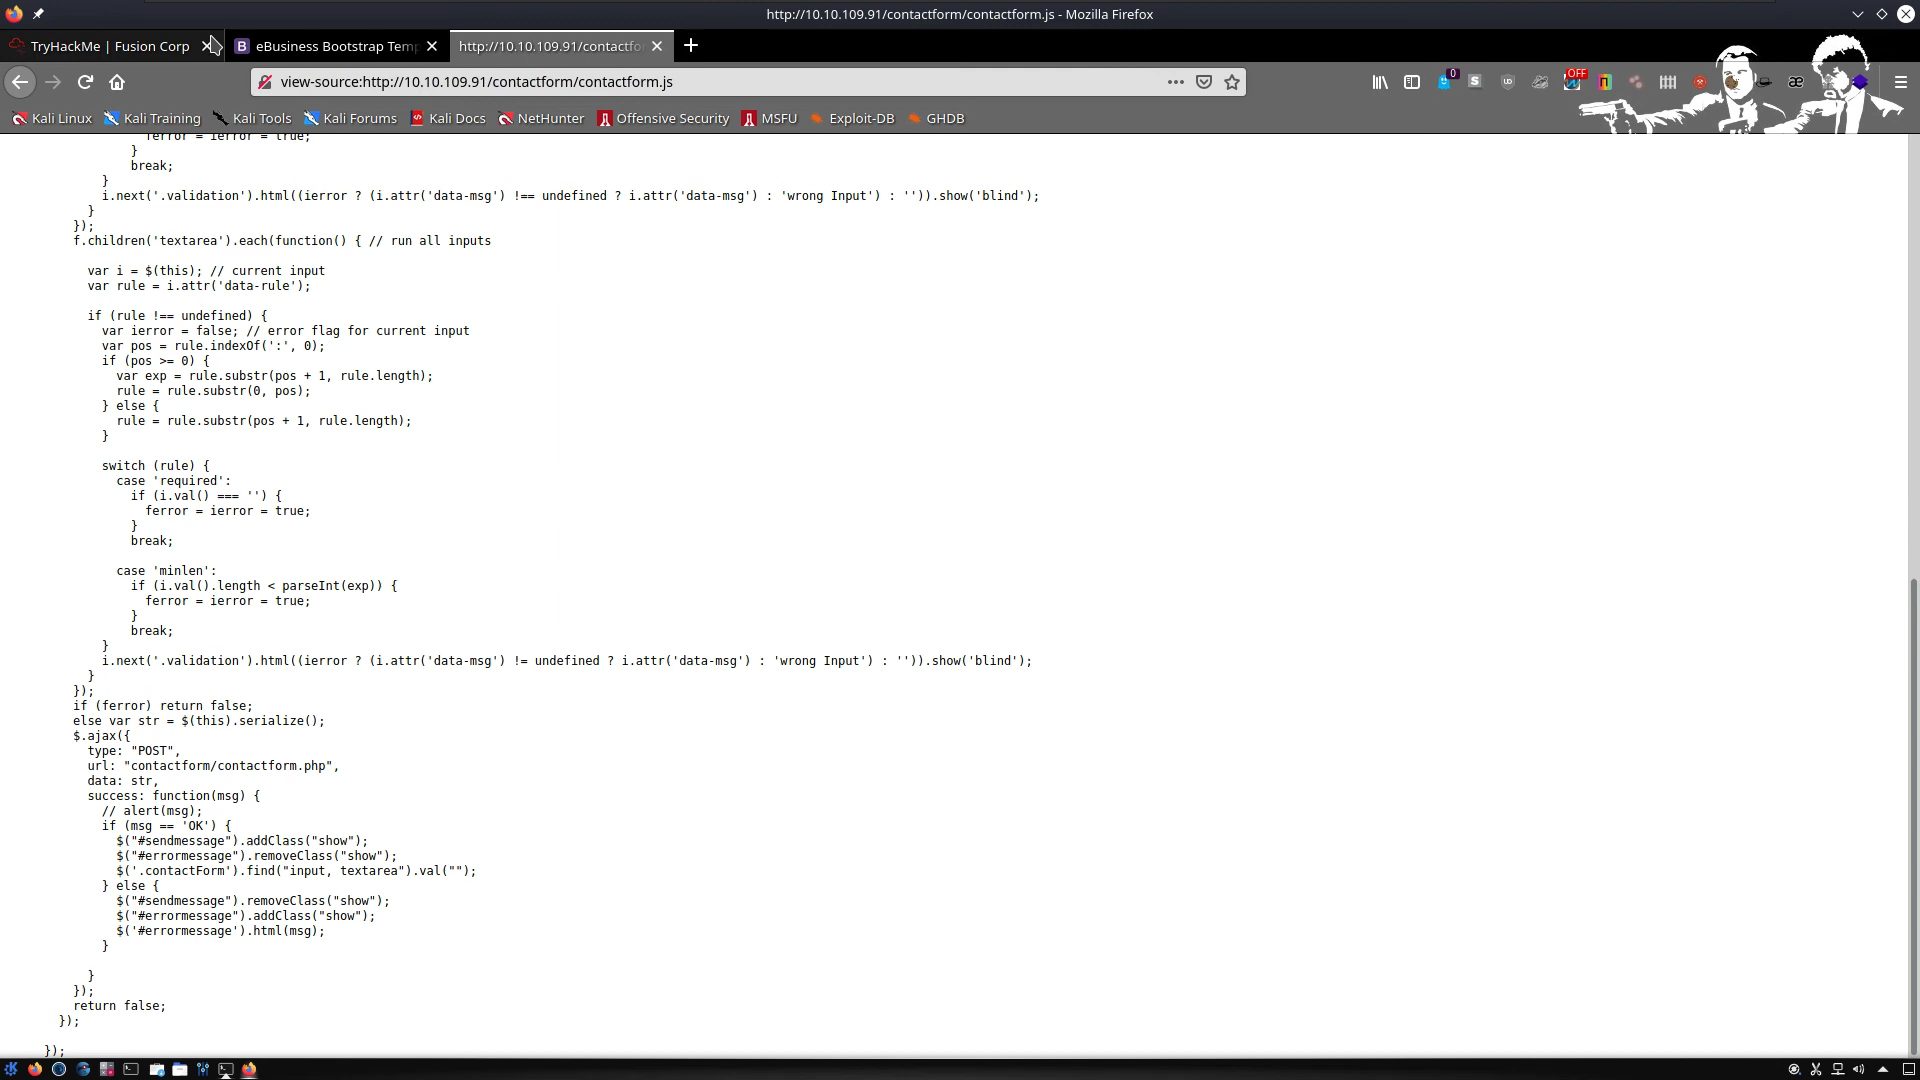 http://10.10.109.91/contactform/contactform.js - Mozilla Firefox
TryHackMe | Fusion Corp
eBusiness Bootstrap Temp
http://10.10.109.91/contactfo
view-source:http://10.10.109.91/contactform/contactform.js
0
OFF
Kali Linux
Kali Training
Kali Tools
Kali Forums
Kali Docs
NetHunter
Offensive Security
MSFU
Exploit-DB
GHDB
ferror = ierror = true;
}
break;
}
i.next('.validation').html((ierror ? (i.attr('data-msg') !== undefined ? i.attr('data-msg') : 'wrong Input') : '')).show('blind');
}
});
f.children('textarea').each(function() { // run all inputs
var i = $(this); // current input
var rule = i.attr('data-rule');
if (rule !== undefined) {
var ierror = false; // error flag for current input
var pos = rule.indexOf(':', 0);
if (pos >= 0) {
var exp = rule.substr(pos + 1, rule.length);
rule = rule.substr(0, pos);
} else {
rule = rule.substr(pos + 1, rule.length);
}
switch (rule) {
case 'required':
if (i.val() === '') {
ferror = ierror = true;
}
break;
case 'minlen':
if (i.val().length < parseInt(exp)) {
ferror = ierror = true;
}
break;
}
i.next('.validation').html((ierror ? (i.attr('data-msg') != undefined ? i.attr('data-msg') : 'wrong Input') : '')).show('blind');
}
});
if (ferror) return false;
else var str = $(this).serialize();
$.ajax({
type: "POST",
url: "contactform/contactform.php",
data: str,
success: function(msg) {
// alert(msg);
if (msg == 'OK') {
$("#sendmessage").addClass("show");
$("#errormessage").removeClass("show");
$('.contactForm').find("input, textarea").val("");
} else {
$("#sendmessage").removeClass("show");
$("#errormessage").addClass("show");
$('#errormessage').html(msg);
}
}
});
return false;
});
});